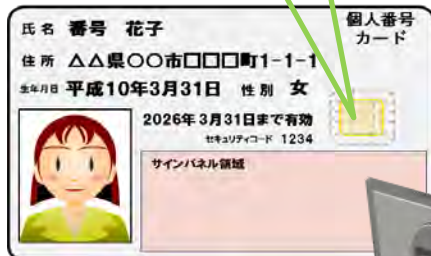 氏名 番号 花子
個人番号
カード
住所 △△県〇〇市□□□町1-1-1
生年月日 平成10年3月31日 性別 女
2026年3月31日まで有効
セキュリティコード 1234
サインパネル領域